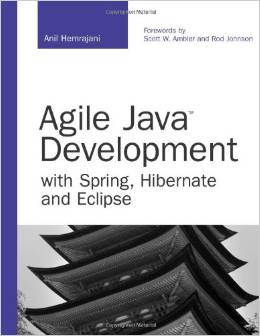 Anil Hemrajani
Forewords by
Scott W. Ambler and Rod Johnson
Agile Java™
Development
with Spring, Hibernate
and Eclipse